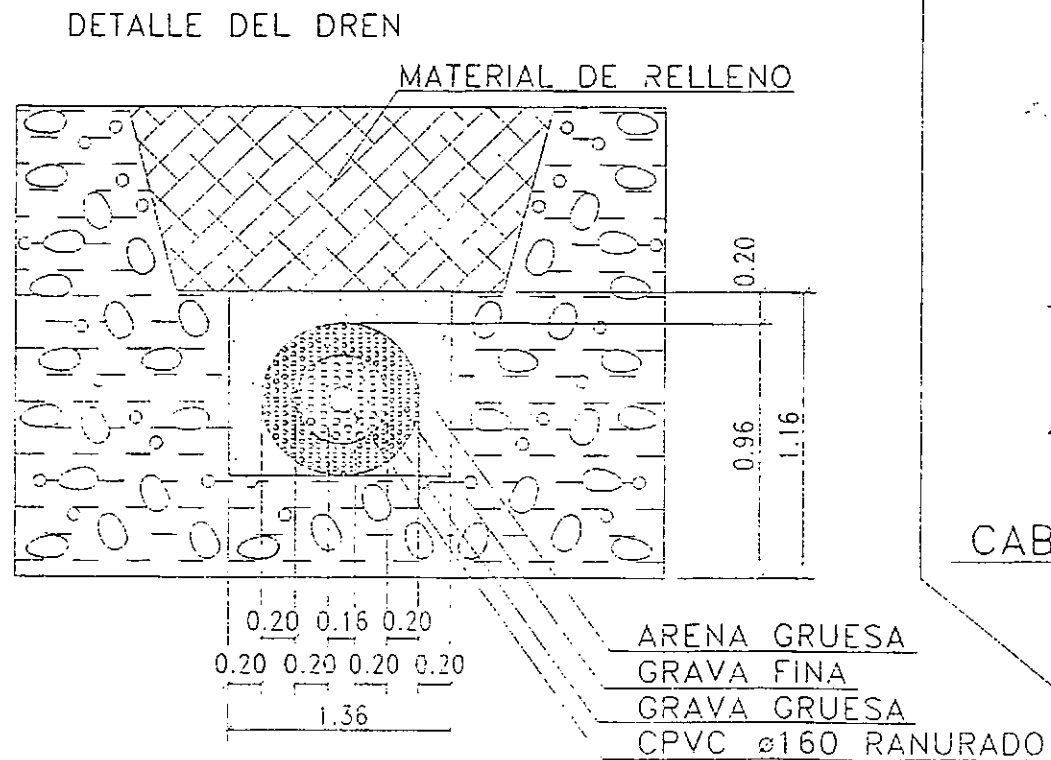 DETALLE DEL DREN
MATERIAL DE RELLENO
0.20
0.96
1.16
CAB
0.20 0.16 0.20
0.20 0.20 0.20 0.20
1.36
ARENA GRUESA
GRAVA FINA
GRAVA GRUESA
CPVC ø160 RANURADO